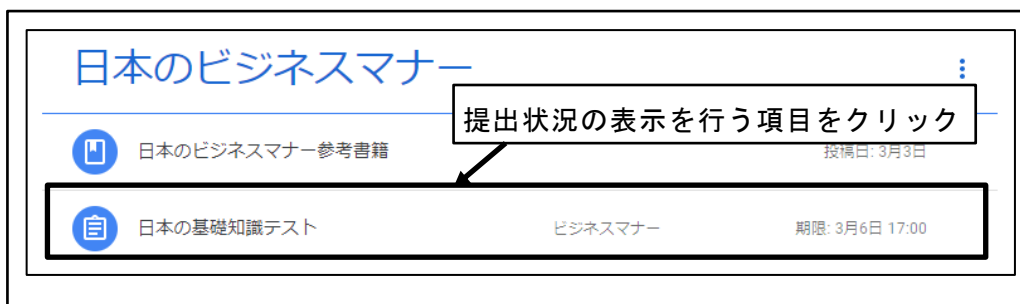 日本のビジネスマナー
提出状況の表示を行う項目をクリック
日本のビジネスマナー参考書籍 投稿日: 3月3日
日本の基礎知識テスト ビジネスマナー 期限: 3月6日 17:00